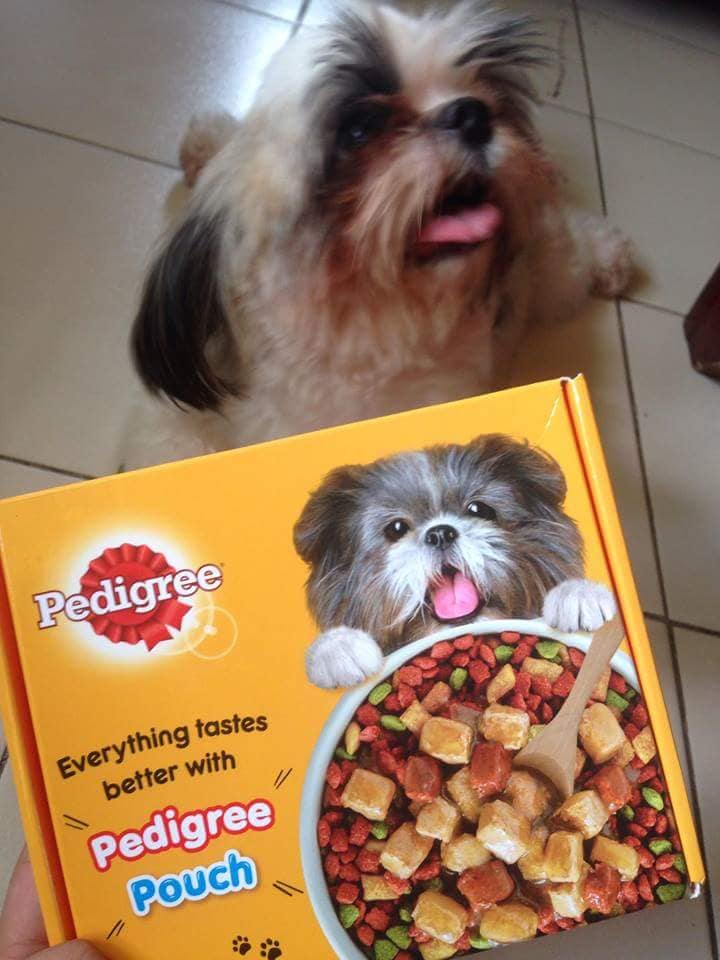 Pedigree
Everything tastes
better with
Pedigree
Pouch